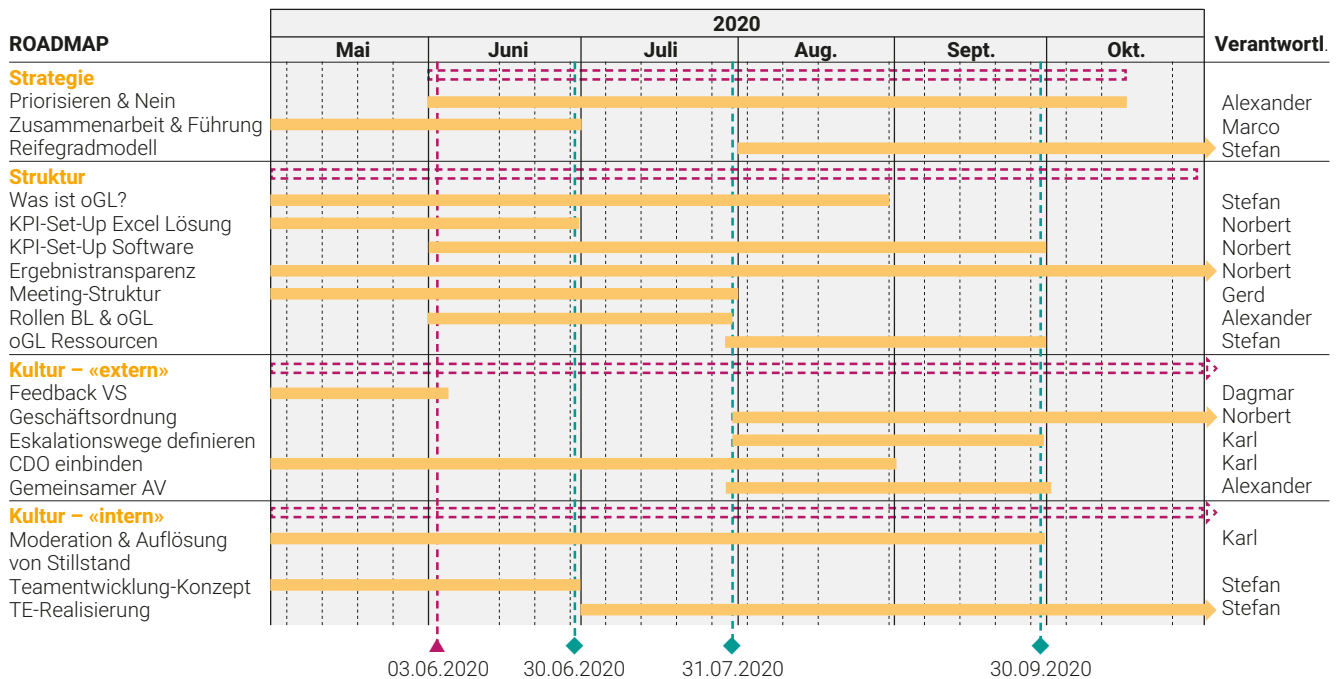 2020
ROADMAP Mai Juni Juli Aug. Sept. Okt. Verantwortl.
Strategie
Priorisieren & Nein Alexander
Zusammenarbeit & Führung Marco
Reifegradmodell Stefan
Struktur
Was ist oGL? Stefan
KPI-Set-Up Excel Lösung Norbert
KPI-Set-Up Software Norbert
Ergebnistransparenz Norbert
Meeting-Struktur Gerd
Rollen BL & oGL Alexander
oGL Ressourcen Stefan
Kultur – «extern»
Feedback VS Dagmar
Geschäftsordnung Norbert
Eskalationswege definieren Karl
CDO einbinden Karl
Gemeinsamer AV Alexander
Kultur – «intern»
Moderation & Auflösung Karl
von Stillstand
Teamentwicklung-Konzept Stefan
TE-Realisierung Stefan
03.06.2020 30.06.2020 31.07.2020 30.09.2020